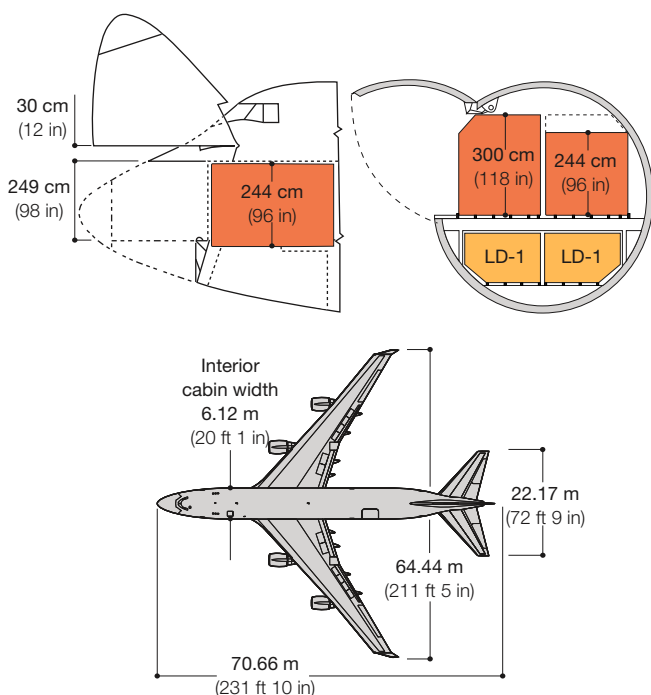 30 cm
(12 in)
249 cm
(98 in)
244 cm
(96 in)
300 cm
(118 in)
244 cm
(96 in)
LD-1
LD-1
Interior
cabin width
6.12 m
(20 ft 1 in)
22.17 m
(72 ft 9 in)
64.44 m
(211 ft 5 in)
70.66 m
(231 ft 10 in)